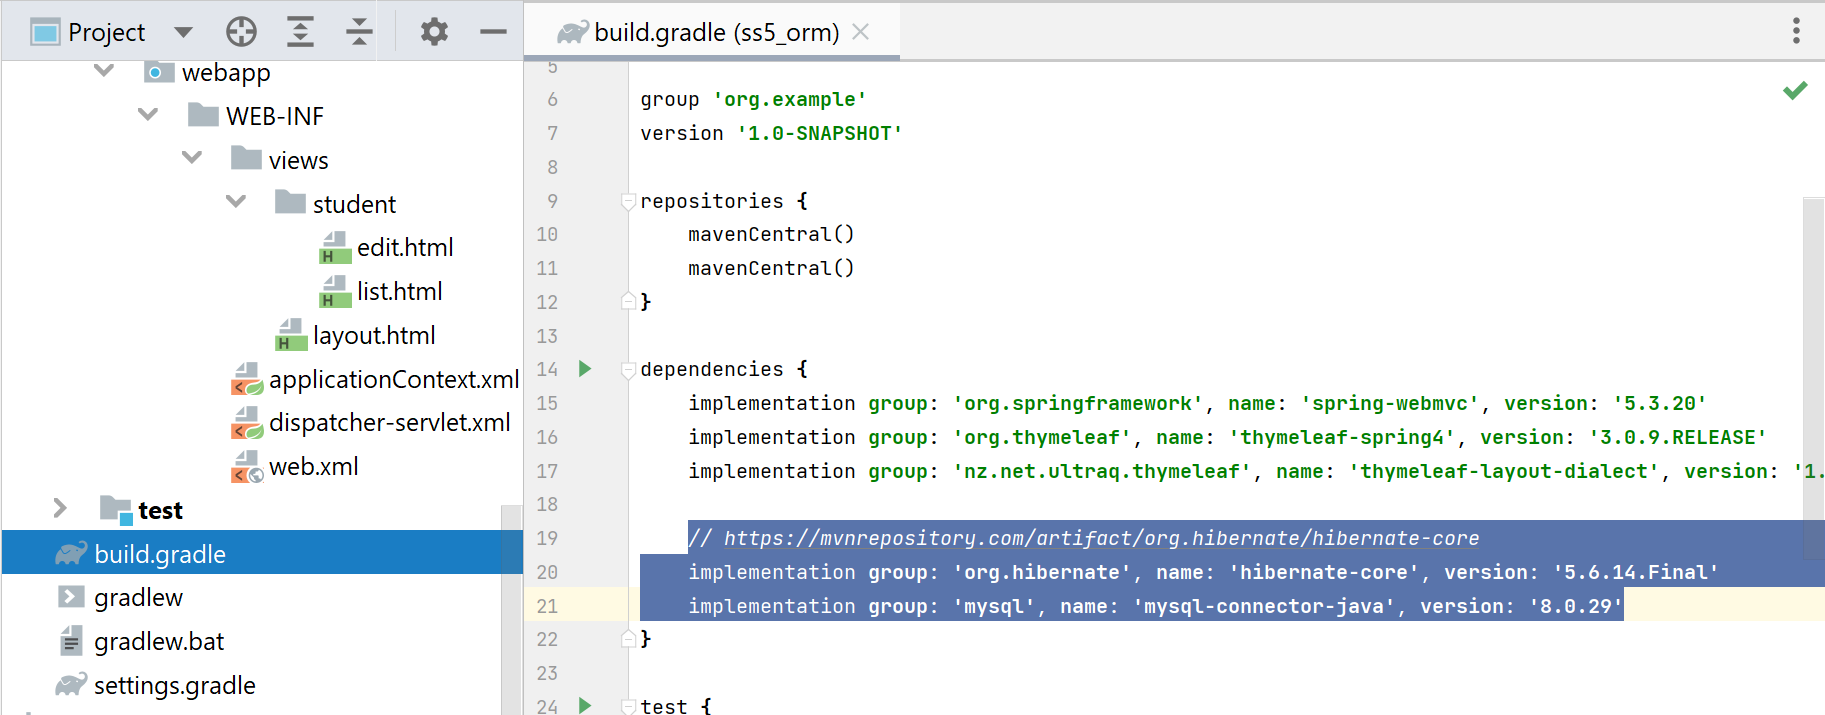 Project
webapp
WEB-INF
views
student
edit.html
list.html
layout.html
applicationContext.xml
dispatcher-servlet.xml
web.xml
test
build.gradle
gradlew
gradlew.bat
settings.gradle
build.gradle (ss5_orm)
5
6 group 'org.example'
7 version '1.0-SNAPSHOT'
8
9 repositories {
10 mavenCentral()
11 mavenCentral()
12 }
13
14 dependencies {
15 implementation group: 'org.springframework', name: 'spring-webmvc', version: '5.3.20'
16 implementation group: 'org.thymeleaf', name: 'thymeleaf-spring4', version: '3.0.9.RELEASE'
17 implementation group: 'nz.net.ultraq.thymeleaf', name: 'thymeleaf-layout-dialect', version: '1.
18
19 // https://mvnrepository.com/artifact/org.hibernate/hibernate-core
20 implementation group: 'org.hibernate', name: 'hibernate-core', version: '5.6.14.Final'
21 implementation group: 'mysql', name: 'mysql-connector-java', version: '8.0.29'
22 }
23
24 test {